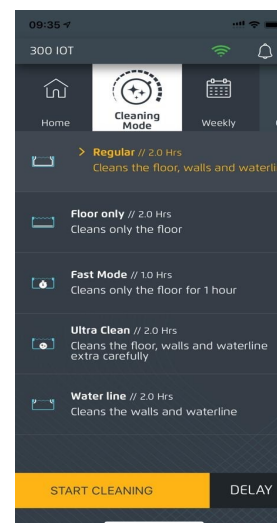 09:35
300 IOT
Home
Cleaning
Mode
Weekly
> Regular // 2.0 Hrs
Cleans the floor, walls and waterli
Floor only // 2.0 Hrs
Cleans only the floor
Fast Mode // 1.0 Hrs
Cleans only the floor for 1 hour
Ultra Clean // 2.0 Hrs
Cleans the floor, walls and waterline
extra carefully
Water line // 2.0 Hrs
Cleans the walls and waterline
START CLEANING
DELAY